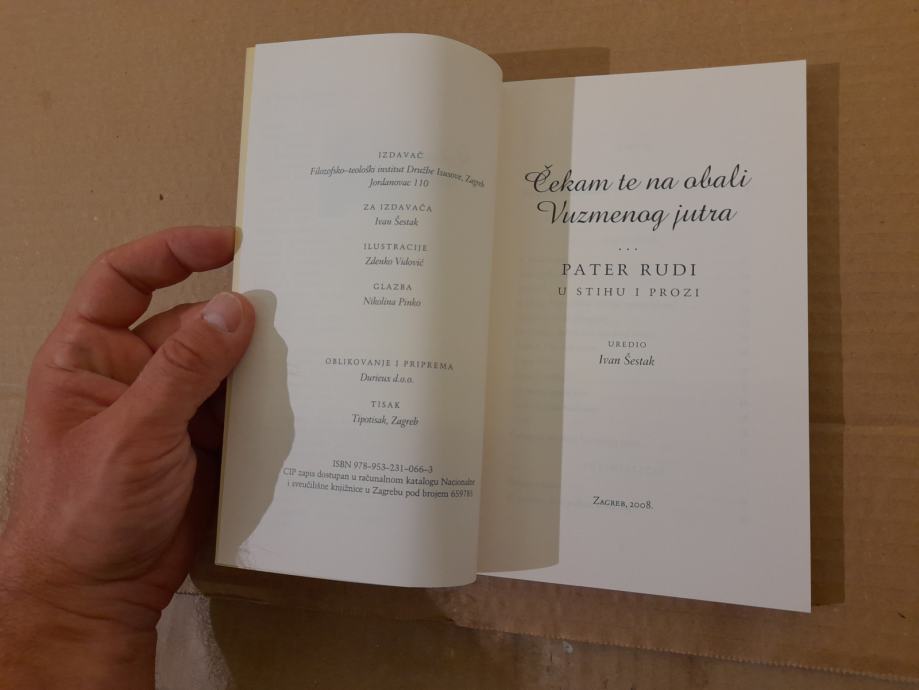 IZDAVAČ
Filozofsko–teološki institut Družbe Isusove, Zagreb
Jordanovac 110
ZA IZDAVAČA
Ivan Šestak
ILUSTRACIJE
Zdenko Vidović
GLAZBA
Nikolina Pinko
OBLIKOVANJE I PRIPREMA
Durieux d.o.o.
TISAK
Tipotisak, Zagreb
ISBN 978–953–231–066–3
CIP zapis dostupan u računalnom katalogu Nacionalne
i sveučilišne knjižnice u Zagrebu pod brojem 659785
Čekam te na obali
Vuzmenog jutra
...
PATER RUDI
U STIHU I PROZI
UREDIO
Ivan Šestak
ZAGREB, 2008.